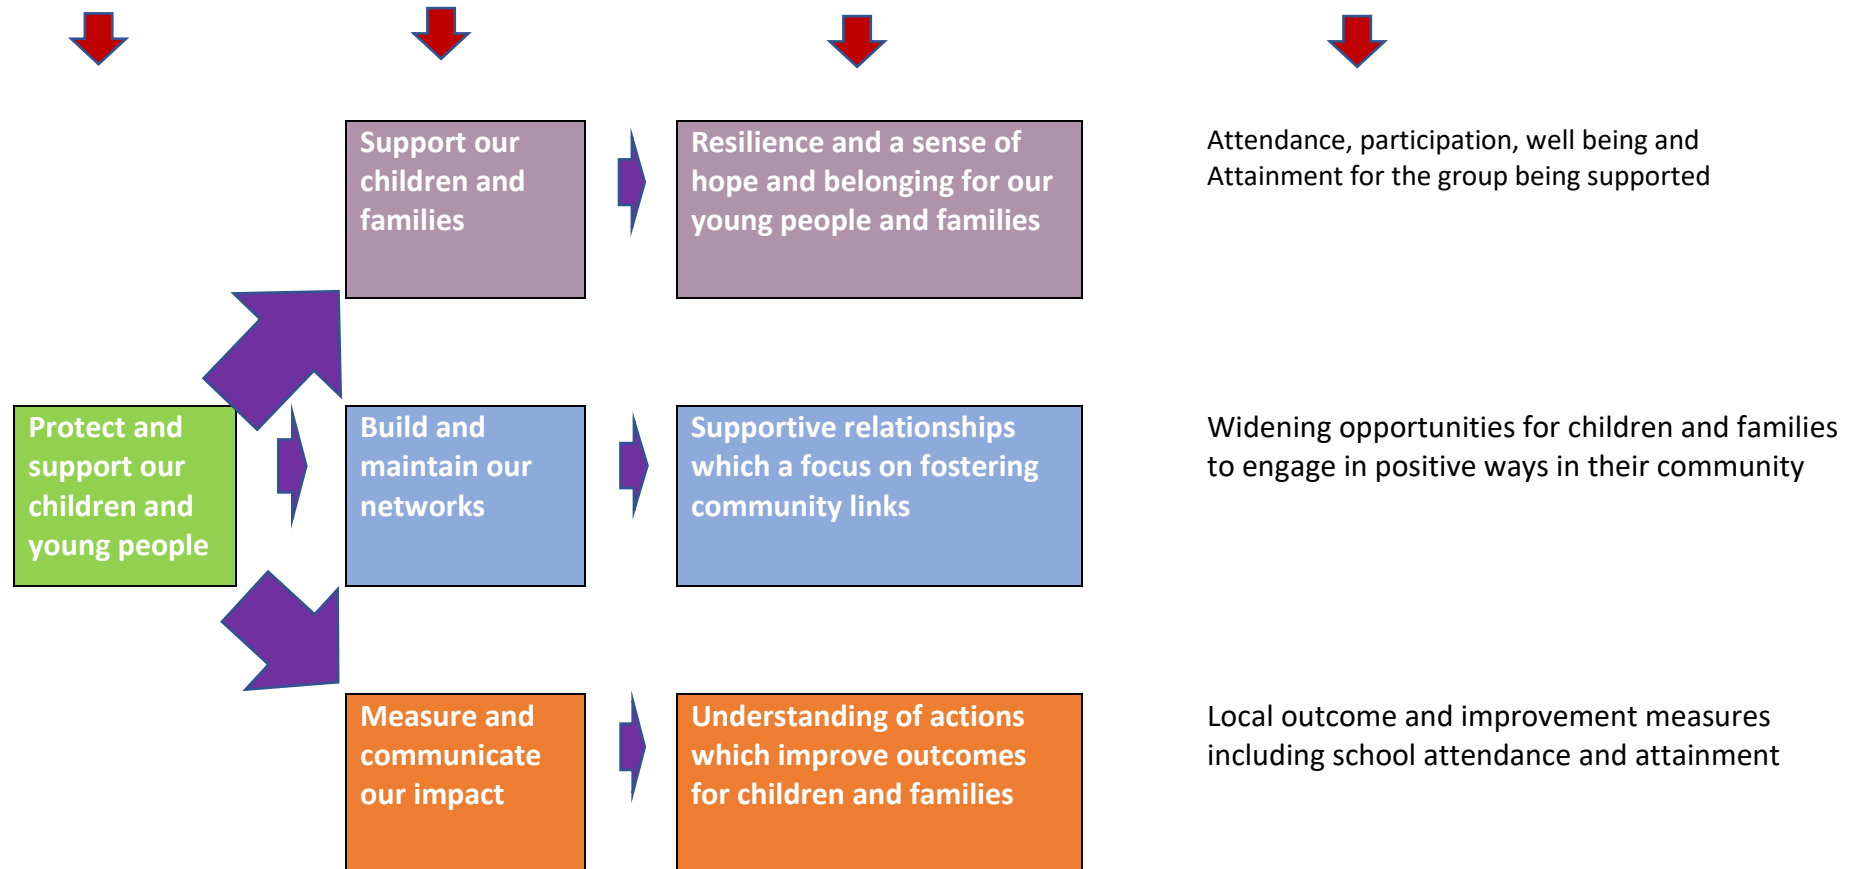 Support our
children and
families
Resilience and a sense of
hope and belonging for our
young people and families
Attendance, participation, well being and
Attainment for the group being supported
Protect and
support our
children and
young people
Build and
maintain our
networks
Supportive relationships
which a focus on fostering
community links
Widening opportunities for children and families
to engage in positive ways in their community
Measure and
communicate
our impact
Understanding of actions
which improve outcomes
for children and families
Local outcome and improvement measures
including school attendance and attainment